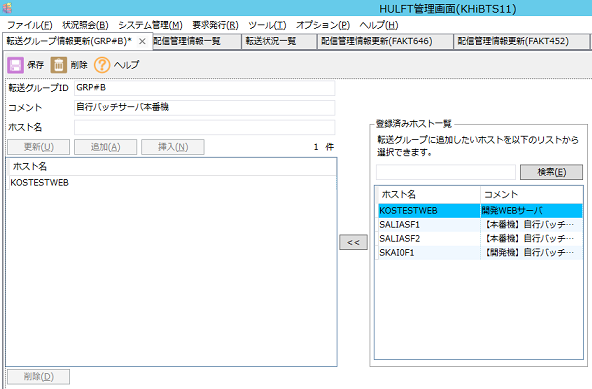 HULFT管理画面(KHiBTS11)
ファイル(F) 状況照会(B) システム管理(M) 要求発行(R) ツール(T) オプション(P) ヘルプ(H)
転送グループ情報更新(GRP#B)* × 配信管理情報一覧 転送状況一覧 配信管理情報更新(FAKT646) 配信管理情報更新(FAKT452)
保存 削除 ? ヘルプ
転送グループID GRP#B
コメント 自行バッチサーバ本番機
ホスト名
更新(U) 追加(A) 挿入(N) 1 件
ホスト名
KOSTESTWEB
<<
削除(D)
登録済みホスト一覧
転送グループに追加したいホストを以下のリストから
選択できます。
検索(E)
ホスト名 コメント
KOSTESTWEB 開発WEBサーバ
SALIASF1 【本番機】自行バッチ…
SALIASF2 【本番機】自行バッチ…
SKAI0F1 【開発機】自行バッチ…